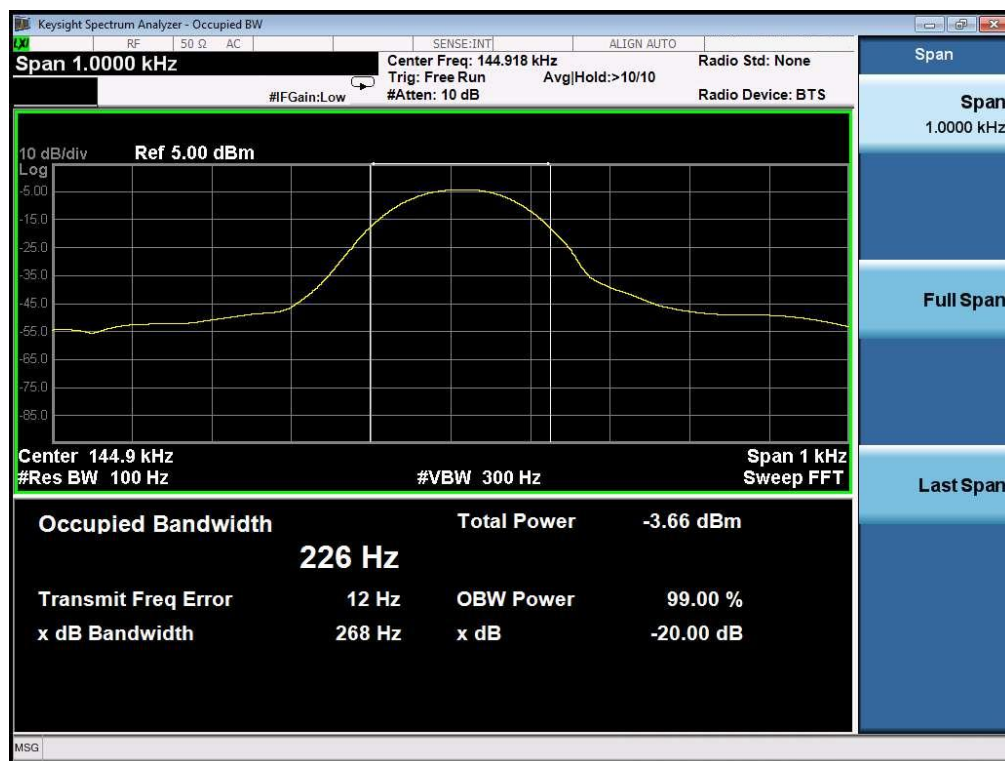 Keysight Spectrum Analyzer - Occupied BW
LXI RF 50 Ω AC SENSE:INT ALIGN AUTO
Span 1.0000 kHz
Center Freq: 144.918 kHz Radio Std: None
Trig: Free Run Avg|Hold:>10/10
#IFGain:Low #Atten: 10 dB Radio Device: BTS
10 dB/div Ref 5.00 dBm
Log
-5.00
-15.0
-25.0
-35.0
-45.0
-55.0
-65.0
-75.0
-85.0
Center 144.9 kHz Span 1 kHz
#Res BW 100 Hz #VBW 300 Hz Sweep FFT
Occupied Bandwidth Total Power -3.66 dBm
226 Hz
Transmit Freq Error 12 Hz OBW Power 99.00 %
x dB Bandwidth 268 Hz x dB -20.00 dB
MSG
Span
Span
1.0000 kHz
Full Span
Last Span